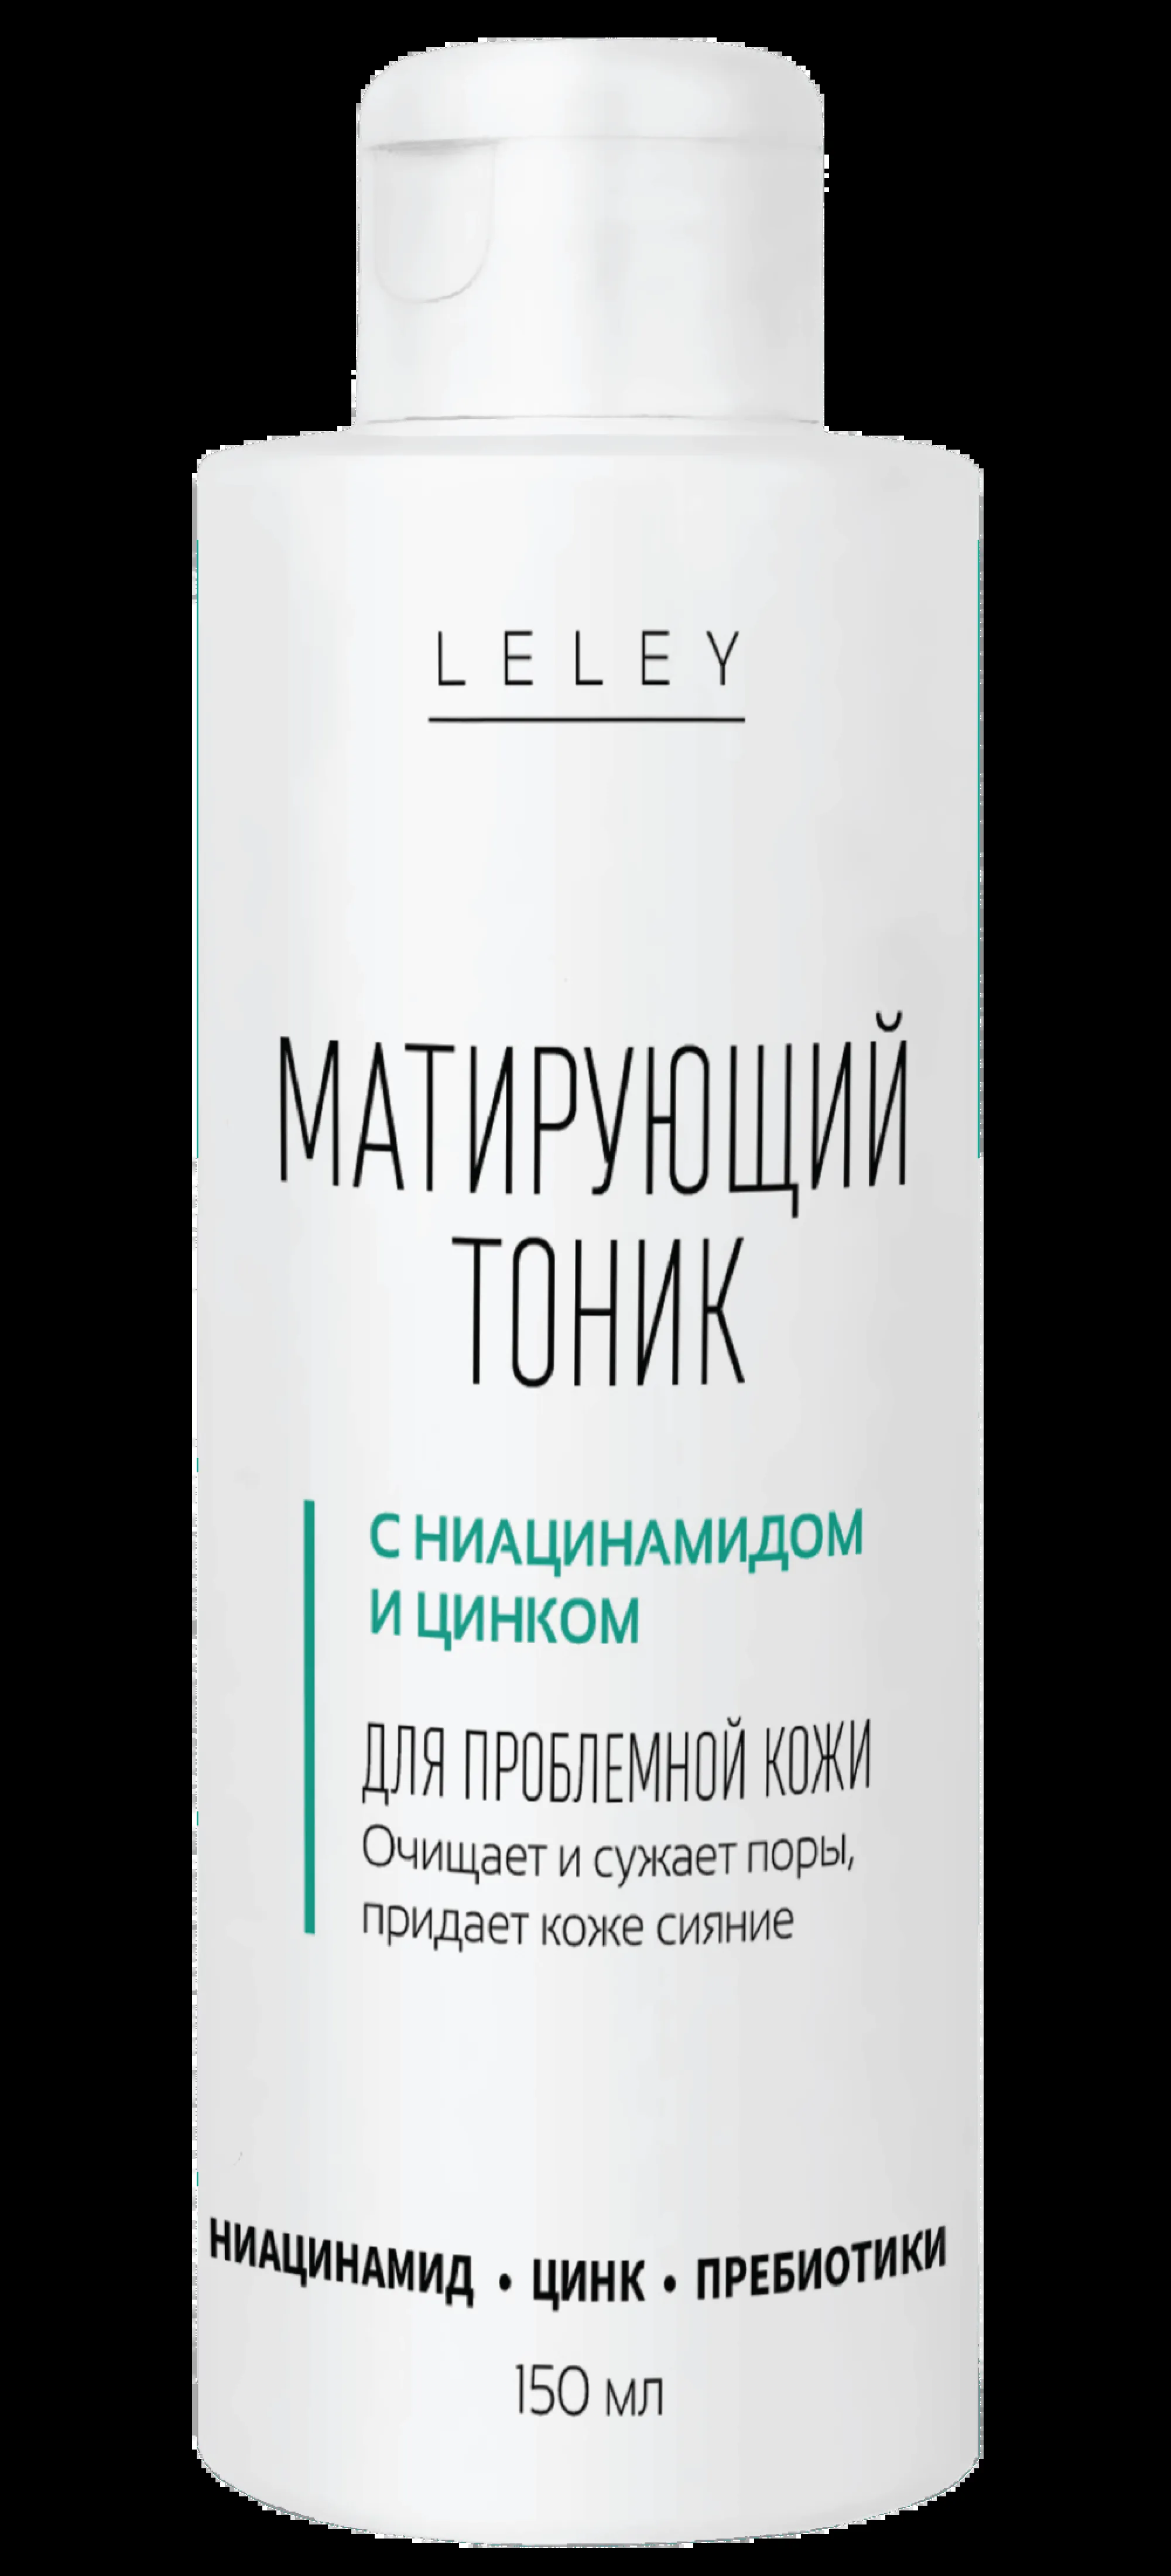 LELEY
МАТИРУЮЩИЙ
ТОНИК
С НИАЦИНАМИДОМ
И ЦИНКОМ
ДЛЯ ПРОБЛЕМНОЙ КОЖИ
Очищает и сужает поры,
придает коже сияние
НИАЦИНАМИД • ЦИНК • ПРЕБИОТИКИ
150 мл